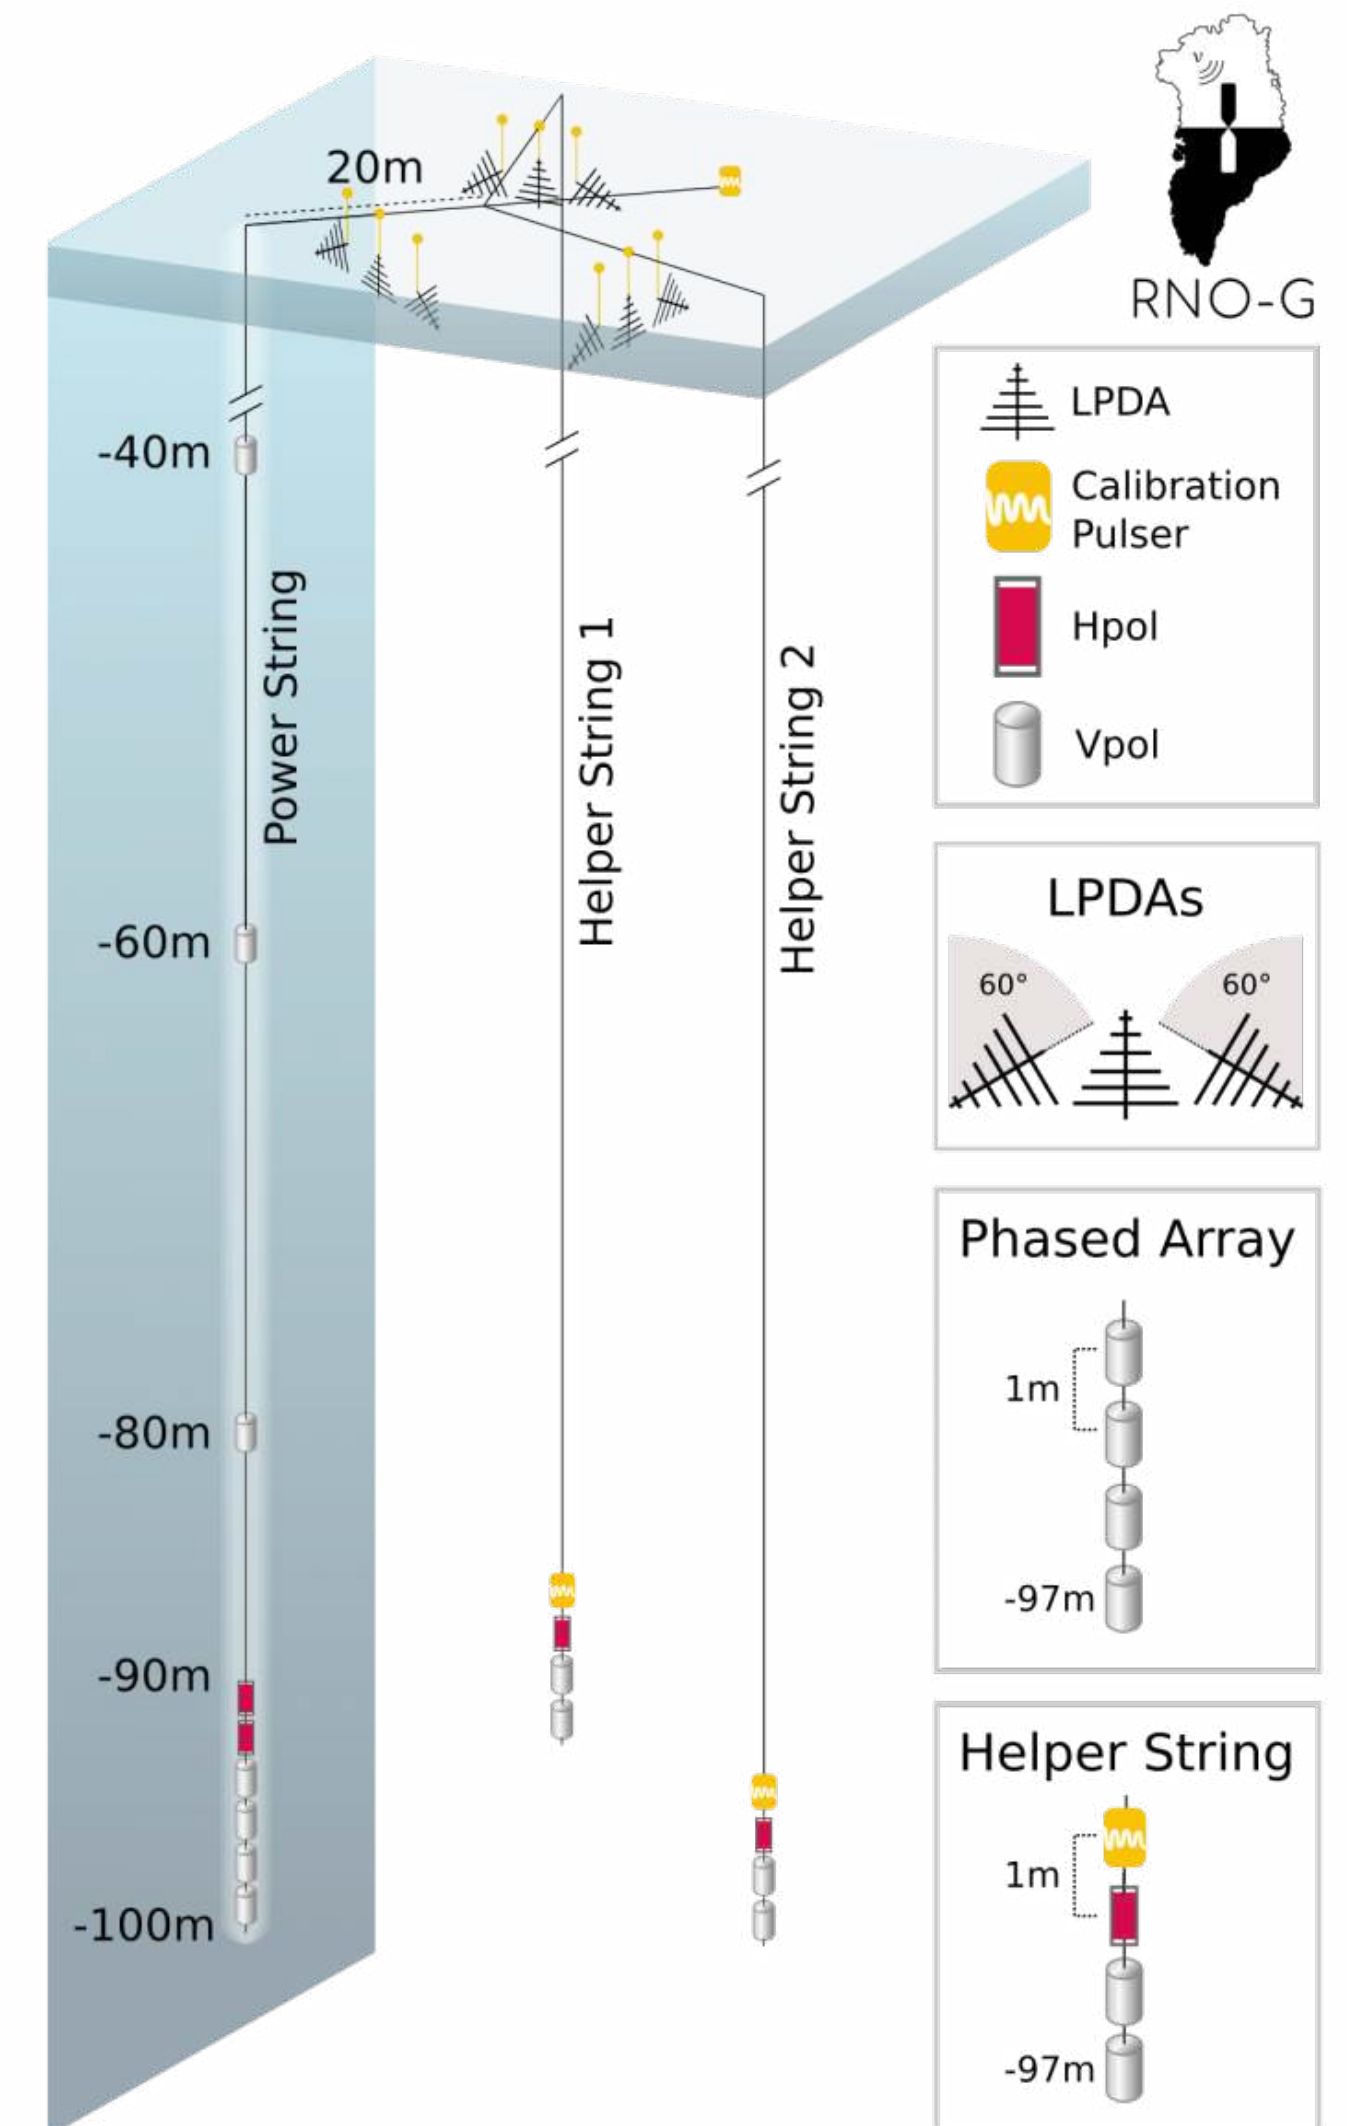 20m
ν
RNO-G
LPDA
Calibration
Pulser
Hpol
Vpol
-40m
-60m
-80m
-90m
-100m
Power String
Helper String 1
Helper String 2
LPDAs
60° 60°
Phased Array
1m
-97m
Helper String
1m
-97m